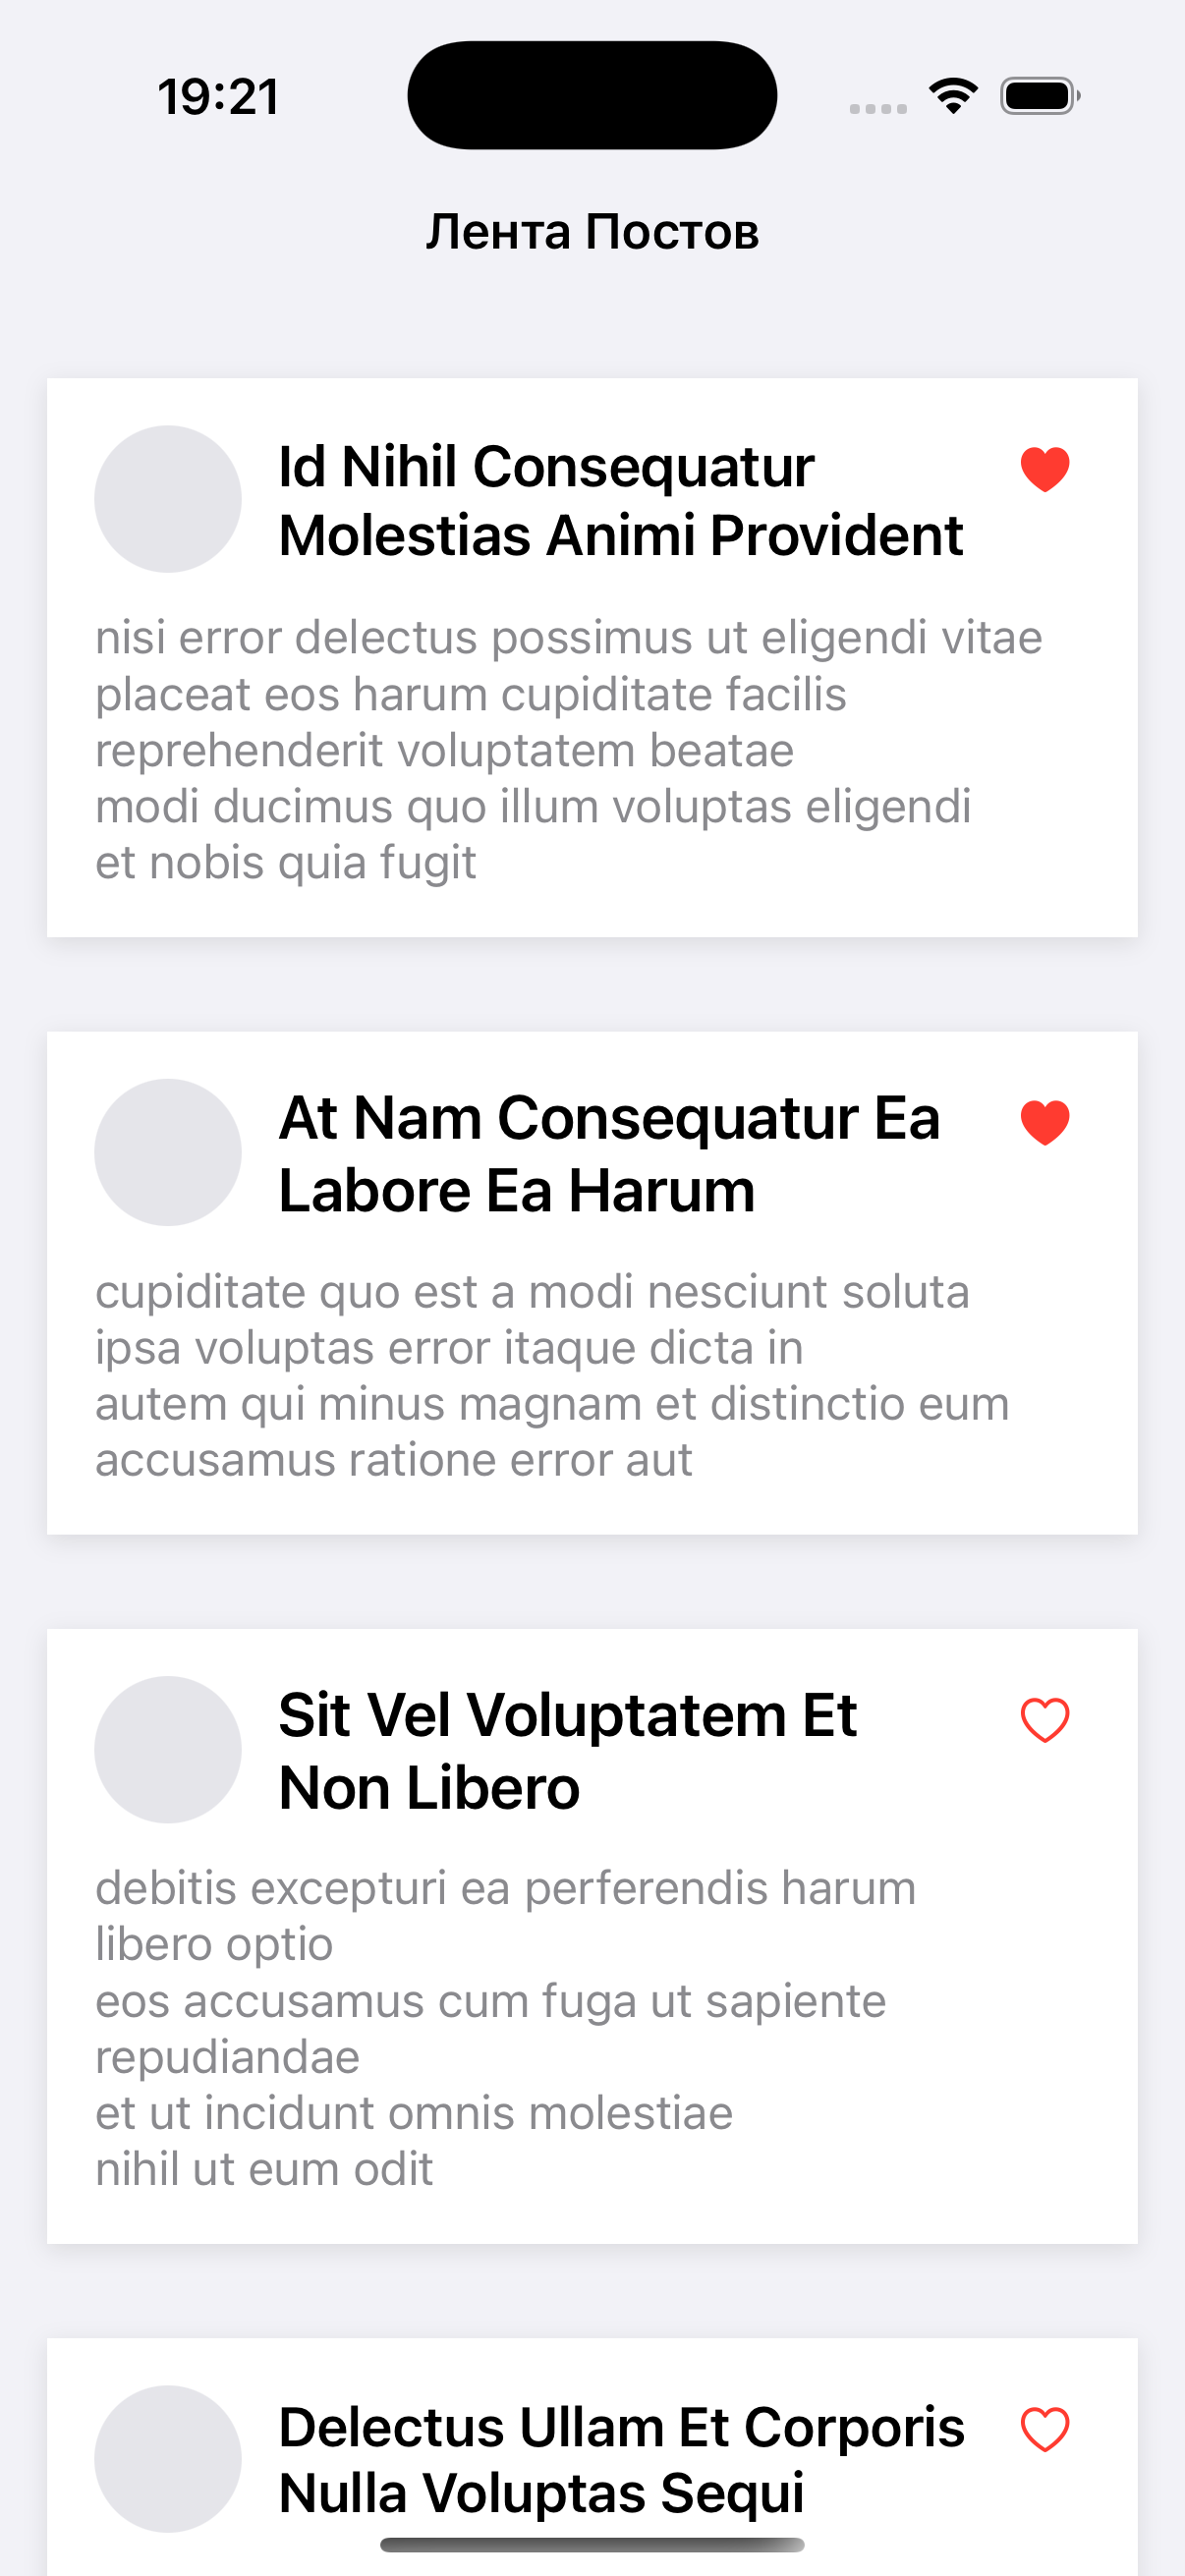 19:21
Лента Постов
Id Nihil Consequatur
Molestias Animi Provident
nisi error delectus possimus ut eligendi vitae
placeat eos harum cupiditate facilis
reprehenderit voluptatem beatae
modi ducimus quo illum voluptas eligendi
et nobis quia fugit
At Nam Consequatur Ea
Labore Ea Harum
cupiditate quo est a modi nesciunt soluta
ipsa voluptas error itaque dicta in
autem qui minus magnam et distinctio eum
accusamus ratione error aut
Sit Vel Voluptatem Et
Non Libero
debitis excepturi ea perferendis harum
libero optio
eos accusamus cum fuga ut sapiente
repudiandae
et ut incidunt omnis molestiae
nihil ut eum odit
Delectus Ullam Et Corporis
Nulla Voluptas Sequi